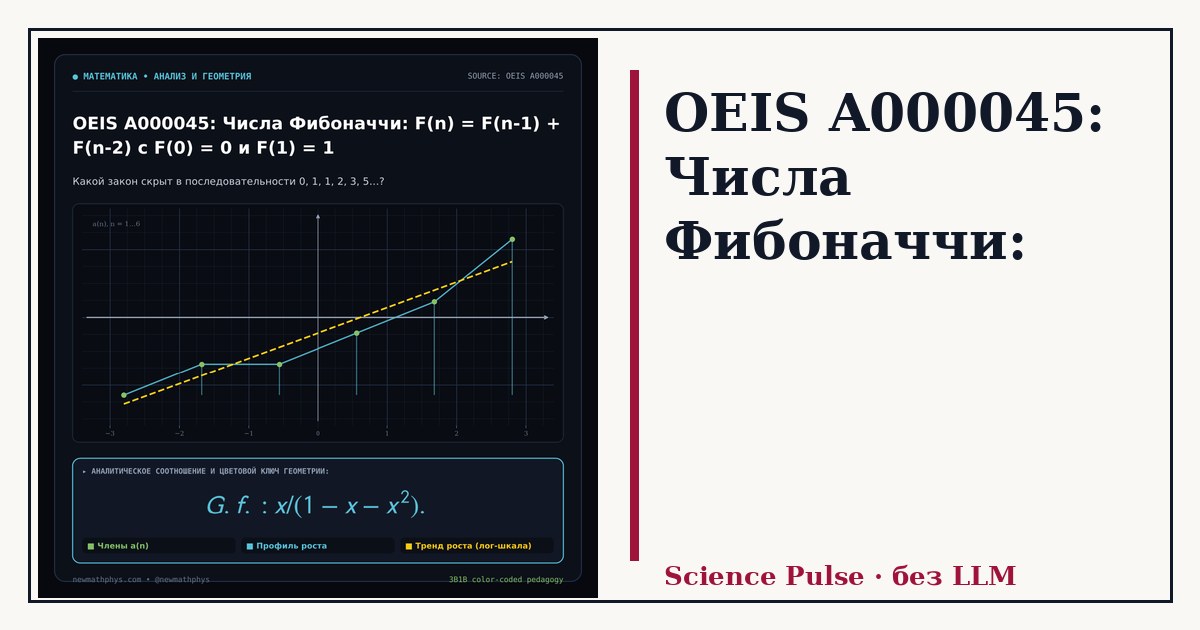 ● МАТЕМАТИКА • АНАЛИЗ И ГЕОМЕТРИЯ
SOURCE: OEIS A000045
OEIS A000045: Числа Фибоначчи: F(n) = F(n-1) +
F(n-2) с F(0) = 0 и F(1) = 1
Какой закон скрыт в последовательности 0, 1, 1, 2, 3, 5...?
a(n), n = 1...6
−3 −2 −1 0 1 2 3
▸ АНАЛИТИЧЕСКОЕ СООТНОШЕНИЕ И ЦВЕТОВОЙ КЛЮЧ ГЕОМЕТРИИ:
G. f. : x/(1 − x − x²).
■ Члены a(n)
■ Профиль роста
■ Тренд роста (лог-шкала)
newmathphys.com • @newmathphys
3B1B color-coded pedagogy
OEIS A000045:
Числа
Фибоначчи:
Science Pulse · без LLM